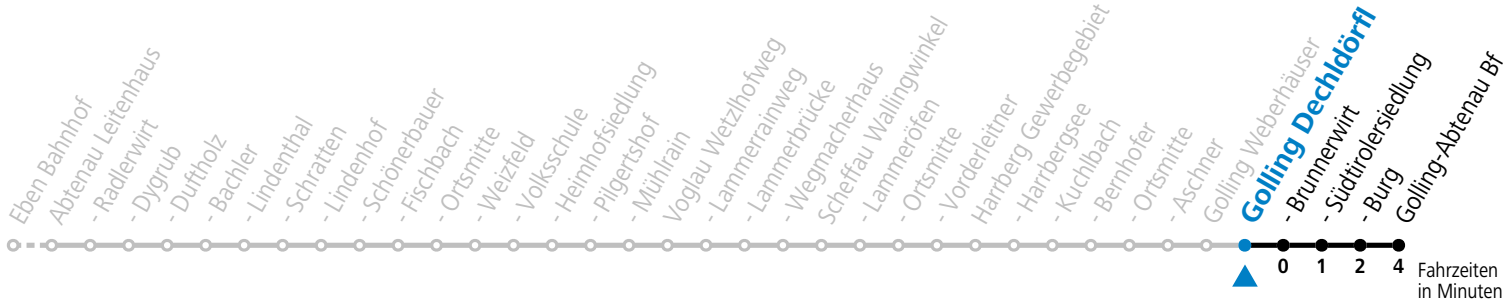 Eben Bahnhof
Abtenau Leitenhaus
- Radlerwirt
- Dygrub
- Duftholz
- Bachler
- Lindenthal
- Schratten
- Lindenhof
- Schönerbauer
- Fischbach
- Ortsmitte
- Weizfeld
- Volksschule
Heimhofsiedlung
- Pilgertshof
- Mühlrain
Voglau Wetzlhofweg
- Lammerrainweg
- Lammerbrücke
- Wegmacherhaus
Scheffau Wallingwinkel
- Lammeröfen
- Ortsmitte
- Vorderleitner
Harrberg Gewerbegebiet
- Harrbergsee
- Kuchlbach
- Bernhofer
- Ortsmitte
- Aschner
Golling Weberhäuser
Golling Dechldörfl
- Brunnerwirt
- Südtirolersiedlung
- Burg
Golling-Abtenau Bf
0 1 2 4 Fahrzeiten
in Minuten